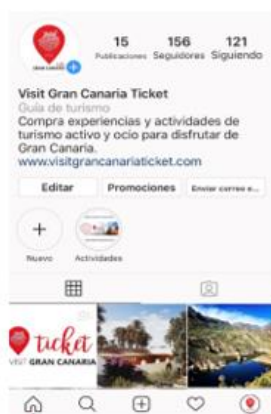 GRAN CANARIA
15 156 121
Publicaciones Seguidores Siguiendo
Visit Gran Canaria Ticket
Guía de turismo
Compra experiencias y actividades de
turismo activo y ocio para disfrutar de
Gran Canaria.
www.visitgrancanariaticket.com
Editar Promociones Enviar correo e...
Nuevo Actividades
ticket
VISIT GRAN CANARIA